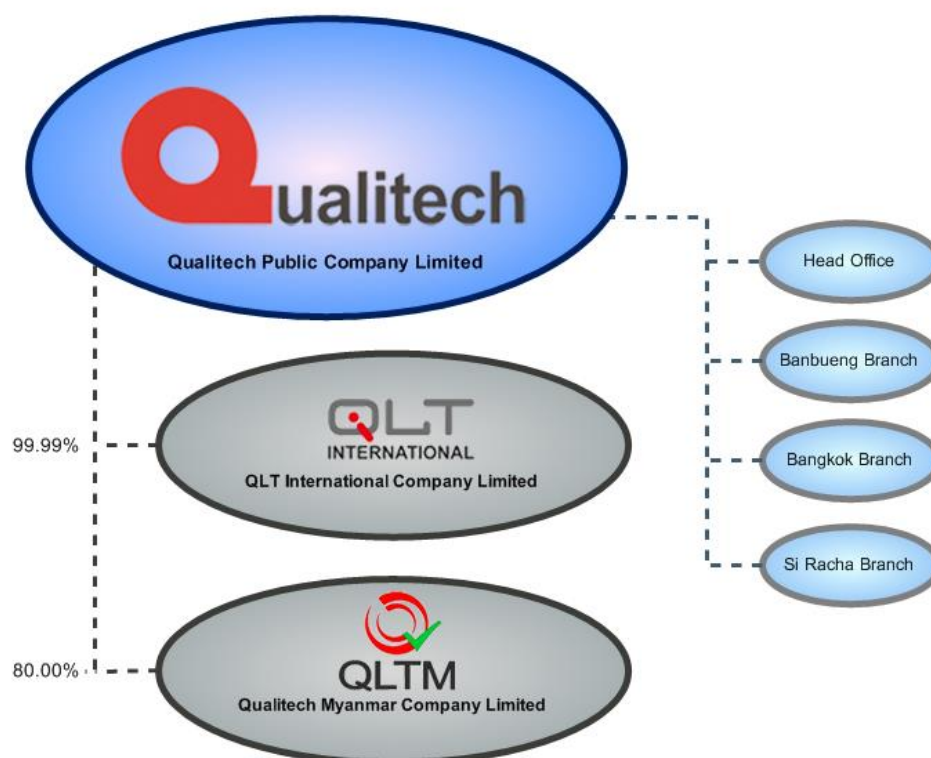 Qualitech
Qualitech Public Company Limited
Head Office
Banbueng Branch
Bangkok Branch
Si Racha Branch
99.99%
QLT
INTERNATIONAL
QLT International Company Limited
80.00%
QLTM
Qualitech Myanmar Company Limited